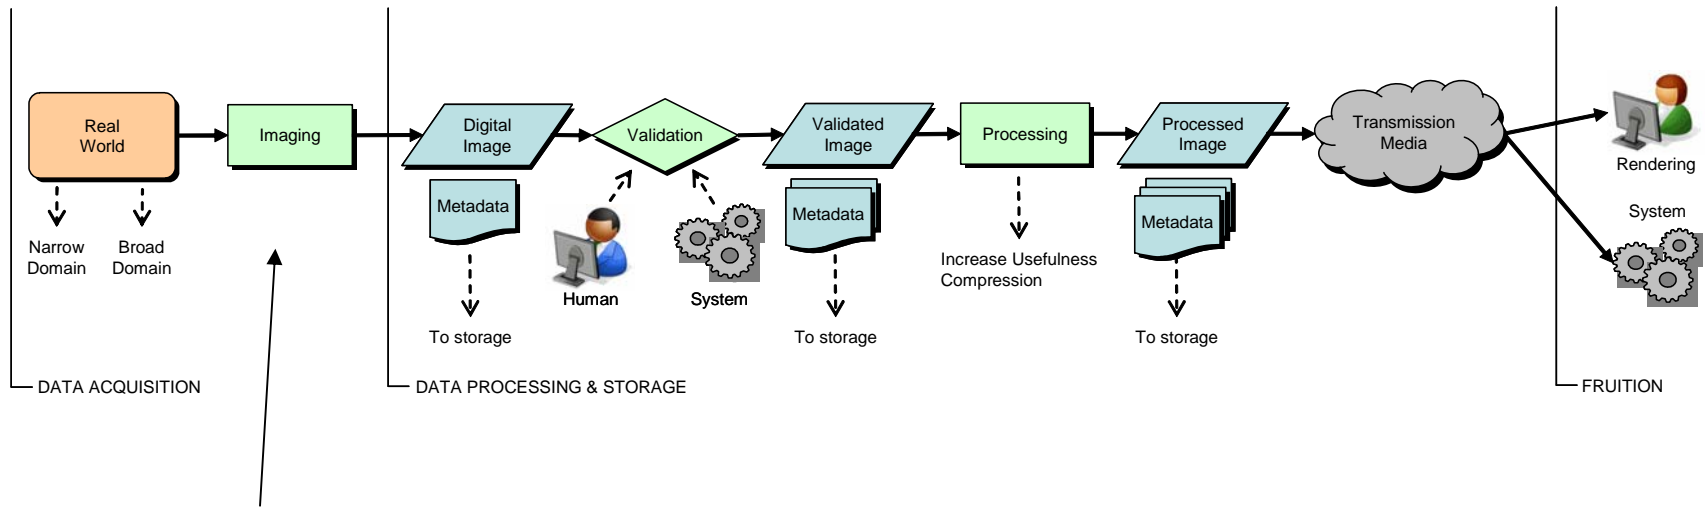 Real
World
Imaging
Digital
Image
Validation
Validated
Image
Processing
Processed
Image
Transmission
Media
Rendering
Metadata
Metadata
Metadata
System
Narrow
Domain
Broad
Domain
Human
System
Increase Usefulness
Compression
To storage
To storage
To storage
DATA ACQUISITION
DATA PROCESSING & STORAGE
FRUITION